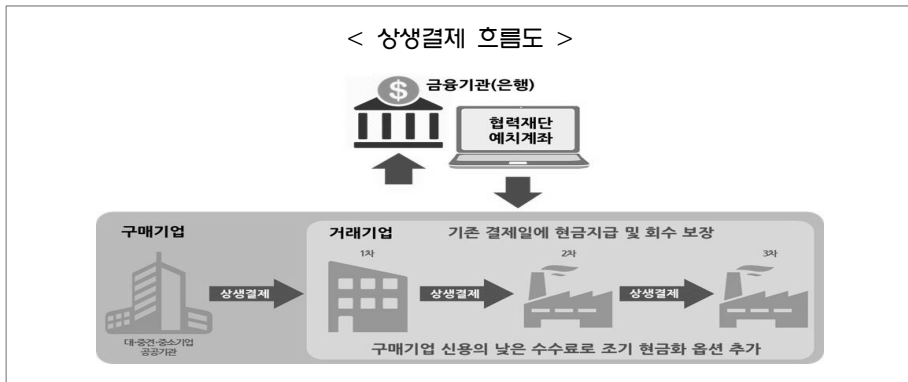 < 상생결제 흐름도 >
$
금융기관(은행)
협력재단
예치계좌
구매기업
거래기업
기존 결제일에 현금지급 및 회수 보장
1차
2차
3차
상생결제
상생결제
상생결제
대·중견·중소기업
공공기관
구매기업 신용의 낮은 수수료로 조기 현금화 옵션 추가